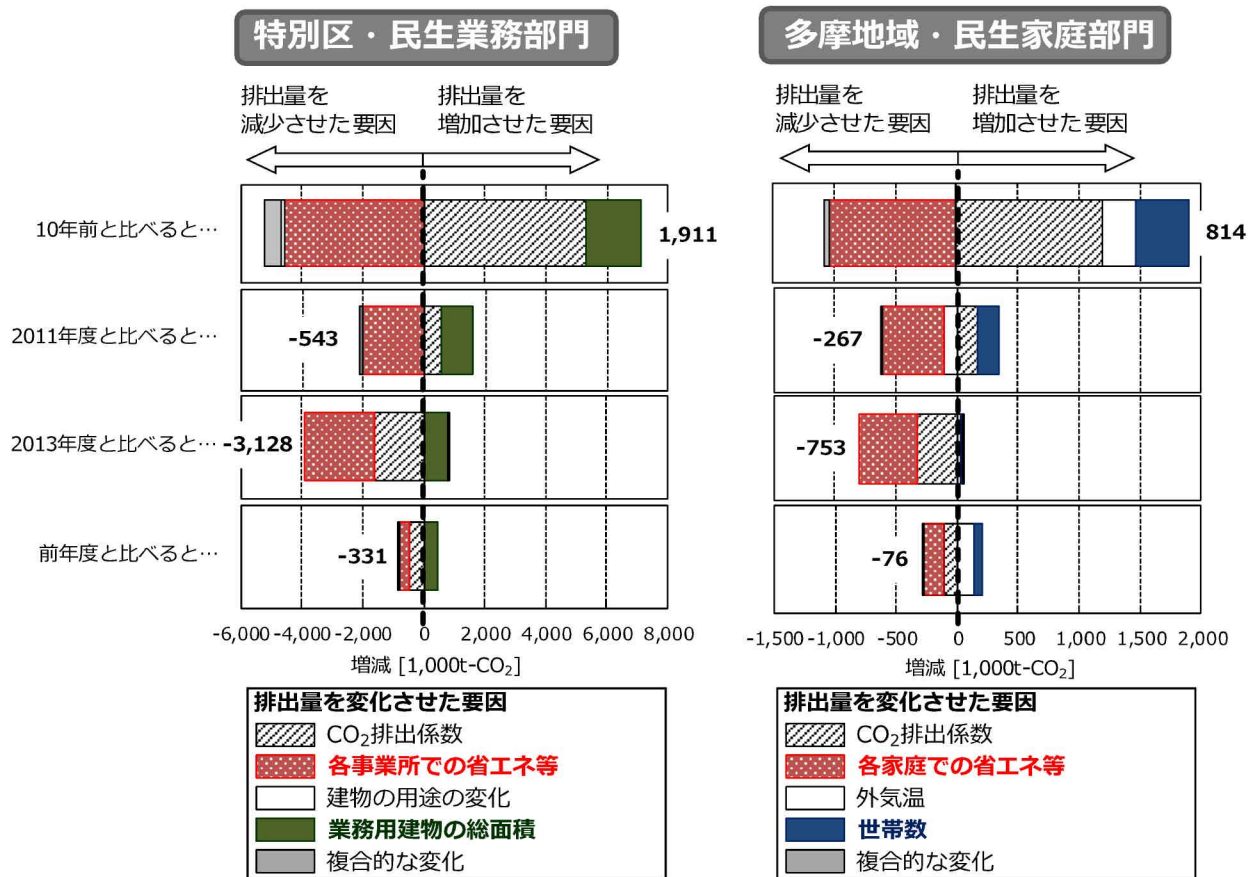 特別区・民生業務部門
排出量を
減少させた要因
排出量を
増加させた要因
10年前と比べると…
1,911
2011年度と比べると…
-543
2013年度と比べると…
-3,128
前年度と比べると…
-331
-6,000 -4,000 -2,000 0 2,000 4,000 6,000 8,000
増減 [1,000t-CO₂]
排出量を変化させた要因
CO₂排出係数
各事業所での省エネ等
建物の用途の変化
業務用建物の総面積
複合的な変化
多摩地域・民生家庭部門
排出量を
減少させた要因
排出量を
増加させた要因
814
-267
-753
-76
-1,500 -1,000 -500 0 500 1,000 1,500 2,000
増減 [1,000t-CO₂]
排出量を変化させた要因
CO₂排出係数
各家庭での省エネ等
外気温
世帯数
複合的な変化